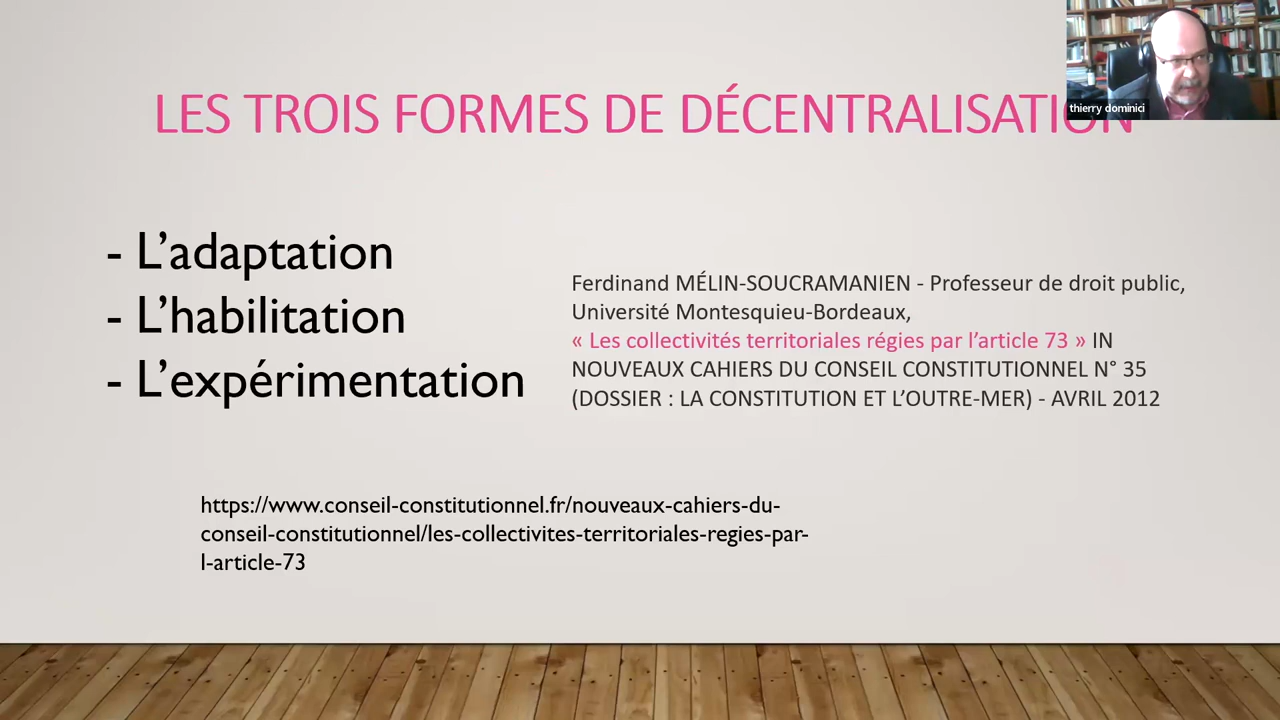 LES TROIS FORMES DE DÉCENTRALISATION
thierry dominici
- L’adaptation
- L’habilitation
- L’expérimentation
Ferdinand MÉLIN-SOUCRAMANIEN - Professeur de droit public,
Université Montesquieu-Bordeaux,
« Les collectivités territoriales régies par l’article 73 » IN
NOUVEAUX CAHIERS DU CONSEIL CONSTITUTIONNEL N° 35
(DOSSIER : LA CONSTITUTION ET L’OUTRE-MER) - AVRIL 2012
https://www.conseil-constitutionnel.fr/nouveaux-cahiers-du-
conseil-constitutionnel/les-collectivites-territoriales-regies-par-
l-article-73